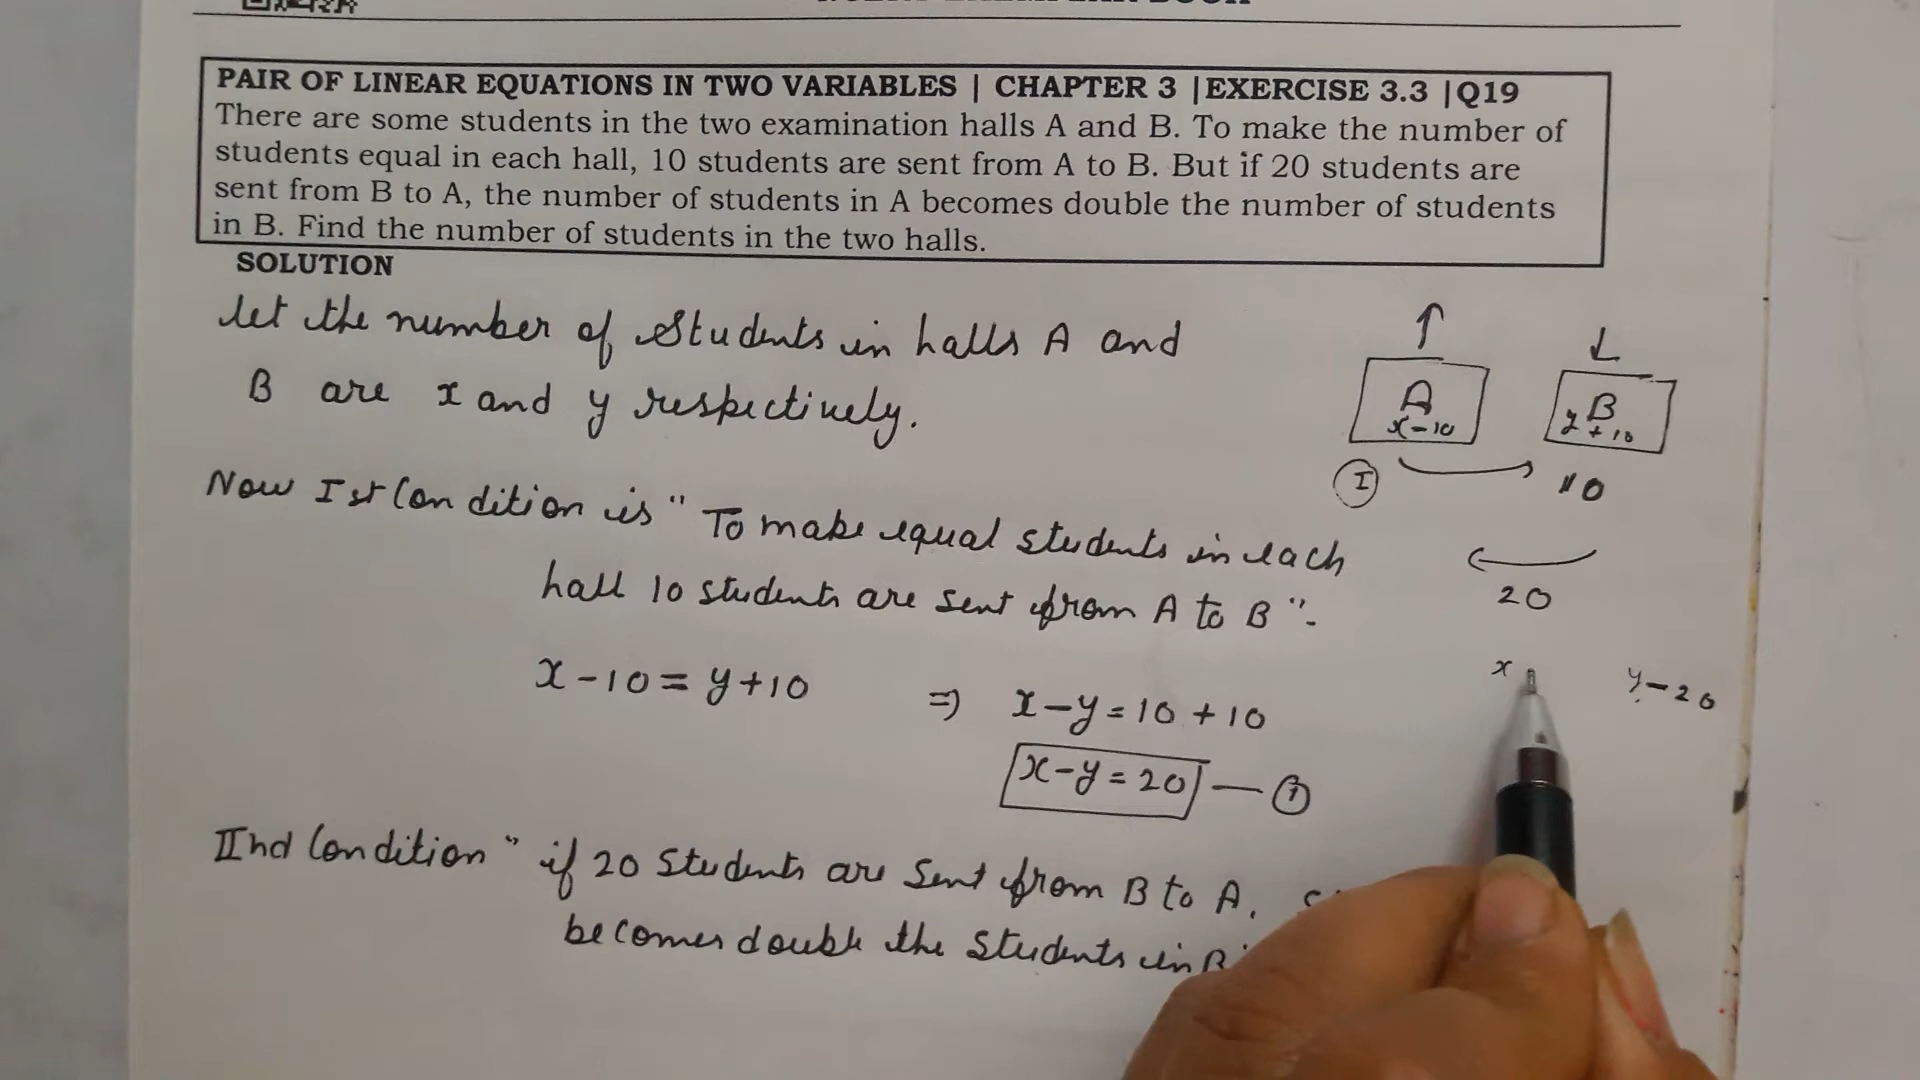 PAIR OF LINEAR EQUATIONS IN TWO VARIABLES | CHAPTER 3 |EXERCISE 3.3 |Q19
There are some students in the two examination halls A and B. To make the number of
students equal in each hall, 10 students are sent from A to B. But if 20 students are
sent from B to A, the number of students in A becomes double the number of students
in B. Find the number of students in the two halls.
SOLUTION
let the number of students in halls A and
B are x and y respectively.
A
x-10
B
y+10
I
10
Now Ist Condition is " To make equal students in each
hall 10 students are sent from A to B ".
20
x
y-20
x-10=y+10 => x-y=10+10
x-y=20 — 1
IInd Condition " if 20 students are sent from B to A,
becomes double the students in B